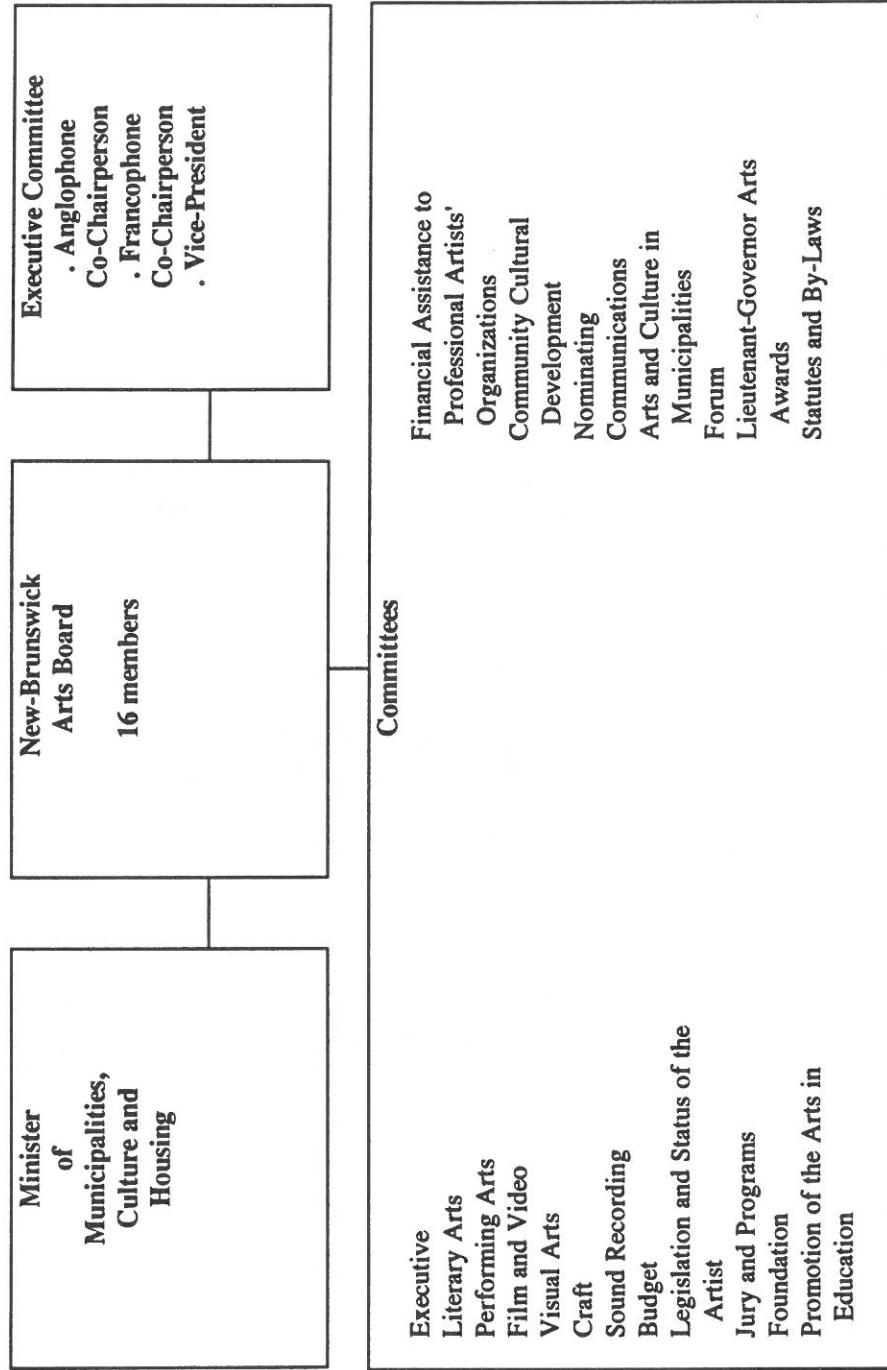 Minister
of
Municipalities,
Culture and
Housing
New-Brunswick
Arts Board
16 members
Executive Committee
. Anglophone
Co-Chairperson
. Francophone
Co-Chairperson
. Vice-President
Committees
Executive
Literary Arts
Performing Arts
Film and Video
Visual Arts
Craft
Sound Recording
Budget
Legislation and Status of the
Artist
Jury and Programs
Foundation
Promotion of the Arts in
Education
Financial Assistance to
Professional Artists'
Organizations
Community Cultural
Development
Nominating
Communications
Arts and Culture in
Municipalities
Forum
Lieutenant-Governor Arts
Awards
Statutes and By-Laws